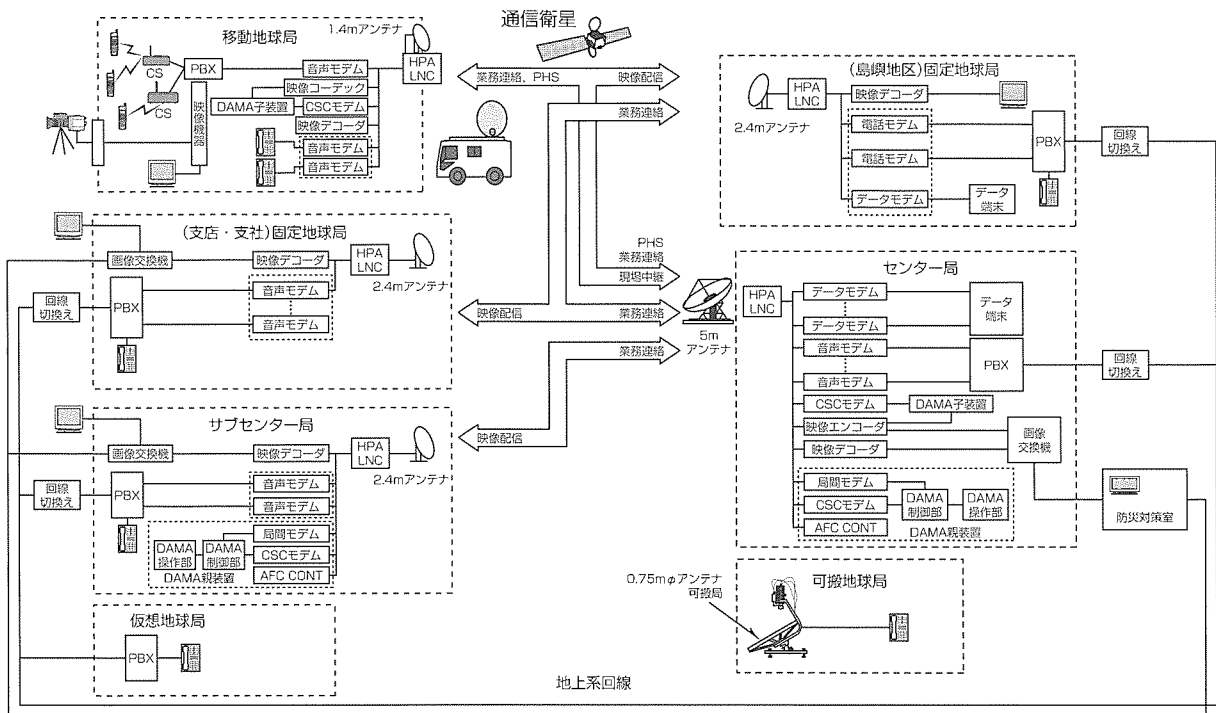 通信衛星
移動地球局
1.4mアンテナ
HPA
LNC
CS
CS
PBX
音声モデム
映像コーデック
DAMA子装置
CSCモデム
映像デコーダ
音声モデム
音声モデム
映像機器
業務連絡、PHS
映像配信
業務連絡
(島嶼地区)固定地球局
2.4mアンテナ
HPA
LNC
映像デコーダ
電話モデム
電話モデム
データモデム
データ
端末
PBX
回線
切換え
(支店・支社)固定地球局
画像交換機
映像デコーダ
HPA
LNC
2.4mアンテナ
回線
切換え
PBX
音声モデム
音声モデム
PHS
業務連絡
現場中継
映像配信
業務連絡
業務連絡
映像配信
5m
アンテナ
センター局
HPA
LNC
データモデム
データモデム
データ
端末
音声モデム
音声モデム
PBX
回線
切換え
CSCモデム
DAMA子装置
映像エンコーダ
映像デコーダ
画像
交換機
局間モデム
CSCモデム
AFC CONT
DAMA
制御部
DAMA
操作部
DAMA親装置
防災対策室
サブセンター局
画像交換機
映像デコーダ
HPA
LNC
2.4mアンテナ
回線
切換え
PBX
音声モデム
音声モデム
局間モデム
CSCモデム
AFC CONT
DAMA
操作部
DAMA
制御部
DAMA親装置
仮想地球局
PBX
0.75mφアンテナ
可搬局
可搬地球局
地上系回線